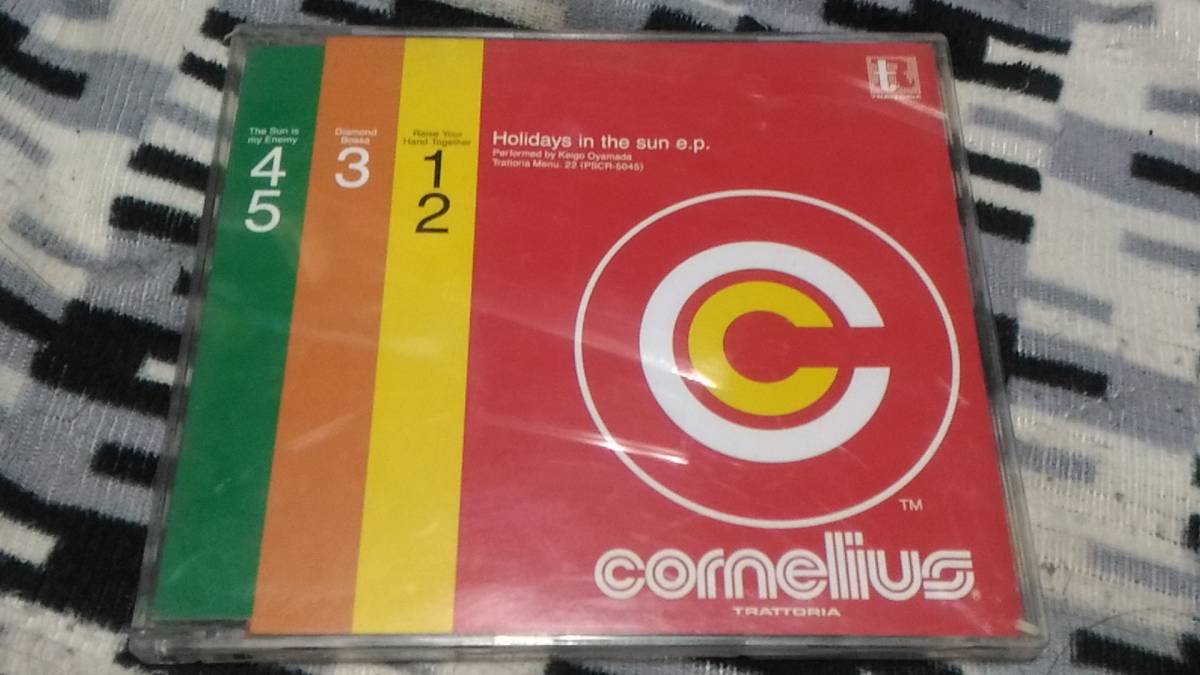 The Sun is
my Enemy
4
5
Diamond
Bossa
3
Raise Your
Hand Together
1
2
Holidays in the sun e.p.
Performed by Keigo Oyamada
Trattoria Menu. 22 (PSCR-5045)
t
TRATTORIA
TM
cornelius®
TRATTORIA